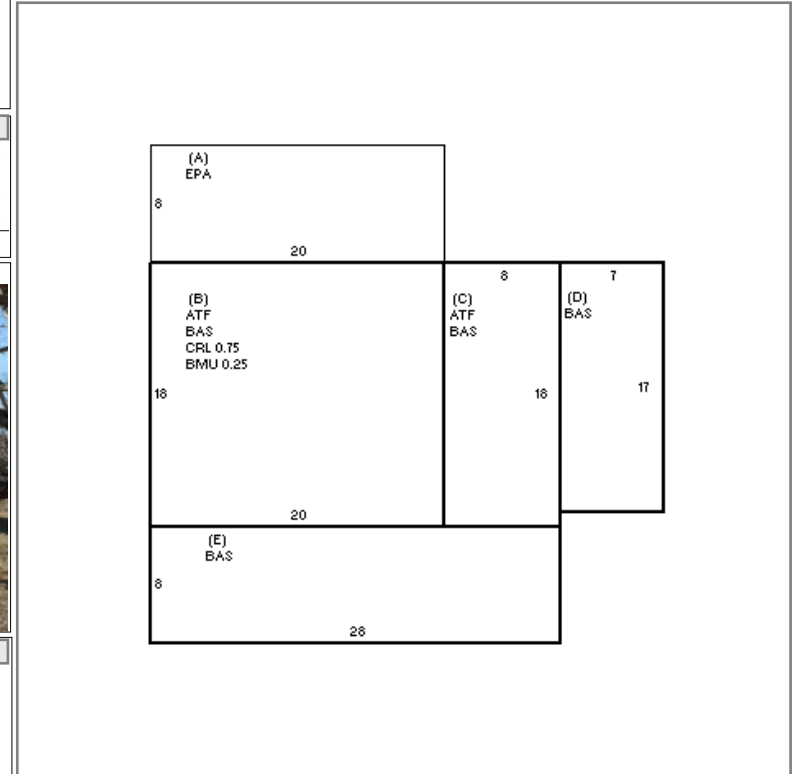 (A)
EPA
8
20
8
7
(B)
ATF
BAS
CRL 0.75
BMU 0.25
(C)
ATF
BAS
(D)
BAS
18
18
17
20
(E)
BAS
8
28